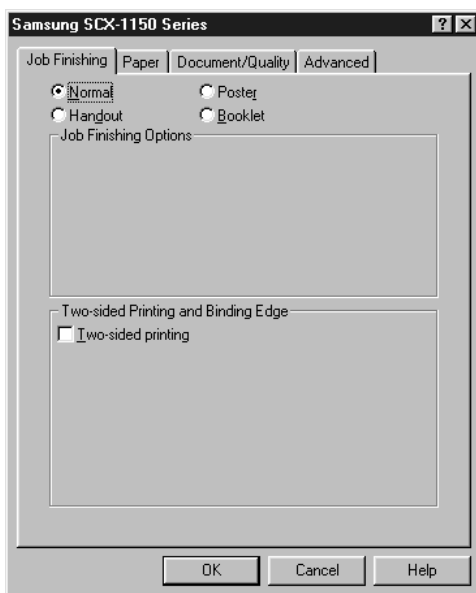 Samsung SCX-1150 Series
Job Finishing Paper Document/Quality Advanced
Normal Poster
Handout Booklet
Job Finishing Options
Two-sided Printing and Binding Edge
Two-sided printing
OK Cancel Help